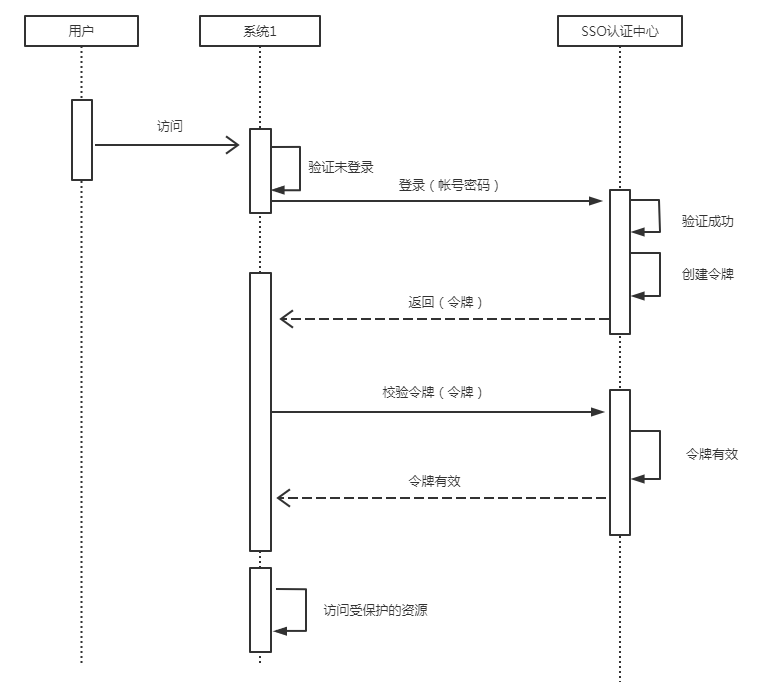 用户
系统1
SSO认证中心
访问
验证未登录
登录（帐号密码）
验证成功
创建令牌
返回（令牌）
校验令牌（令牌）
令牌有效
令牌有效
访问受保护的资源